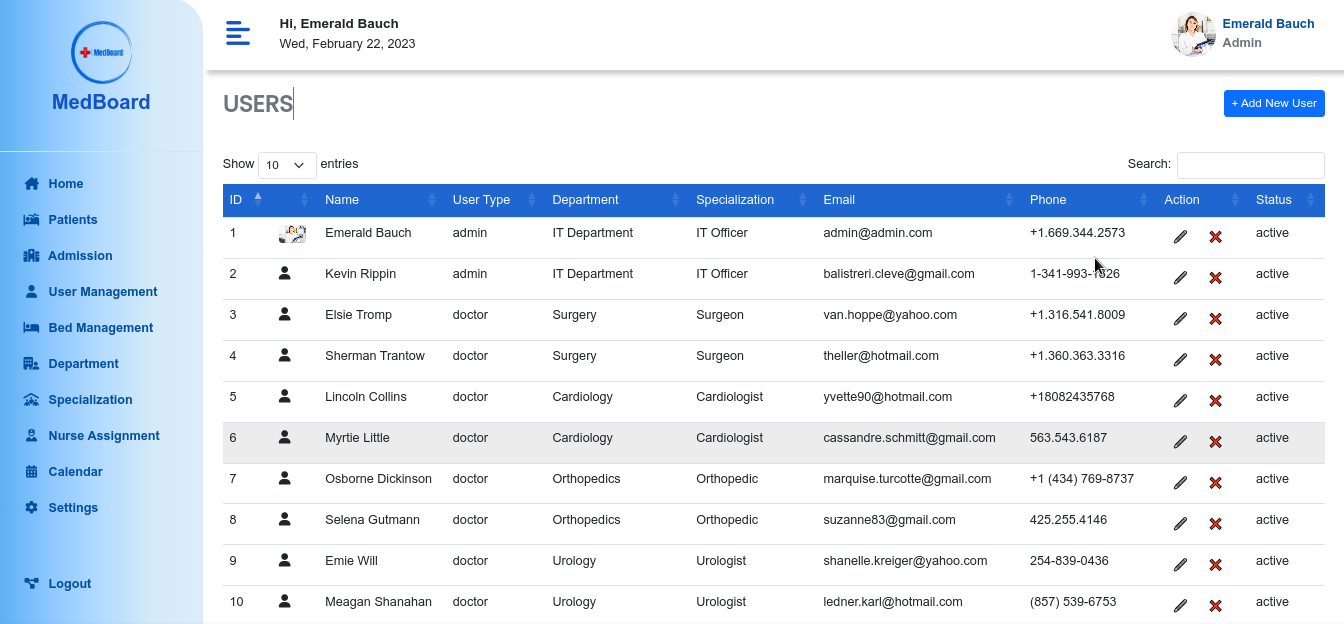 MedBoard
MedBoard
Home
Patients
Admission
User Management
Bed Management
Department
Specialization
Nurse Assignment
Calendar
Settings
Logout
Hi, Emerald Bauch
Wed, February 22, 2023
Emerald Bauch
Admin
USERS
+ Add New User
Show 10 entries
Search:
ID Name User Type Department Specialization Email Phone Action Status
1 Emerald Bauch admin IT Department IT Officer admin@admin.com +1.669.344.2573 active
2 Kevin Rippin admin IT Department IT Officer balistreri.cleve@gmail.com active
3 Elsie Tromp doctor Surgery Surgeon van.hoppe@yahoo.com +1.316.541.8009 active
4 Sherman Trantow doctor Surgery Surgeon theller@hotmail.com +1.360.363.3316 active
5 Lincoln Collins doctor Cardiology Cardiologist yvette90@hotmail.com +18082435768 active
6 Myrtie Little doctor Cardiology Cardiologist cassandre.schmitt@gmail.com 563.543.6187 active
7 Osborne Dickinson doctor Orthopedics Orthopedic marquise.turcotte@gmail.com +1 (434) 769-8737 active
8 Selena Gutmann doctor Orthopedics Orthopedic suzanne83@gmail.com 425.255.4146 active
9 Emie Will doctor Urology Urologist shanelle.kreiger@yahoo.com 254-839-0436 active
10 Meagan Shanahan doctor Urology Urologist ledner.karl@hotmail.com (857) 539-6753 active